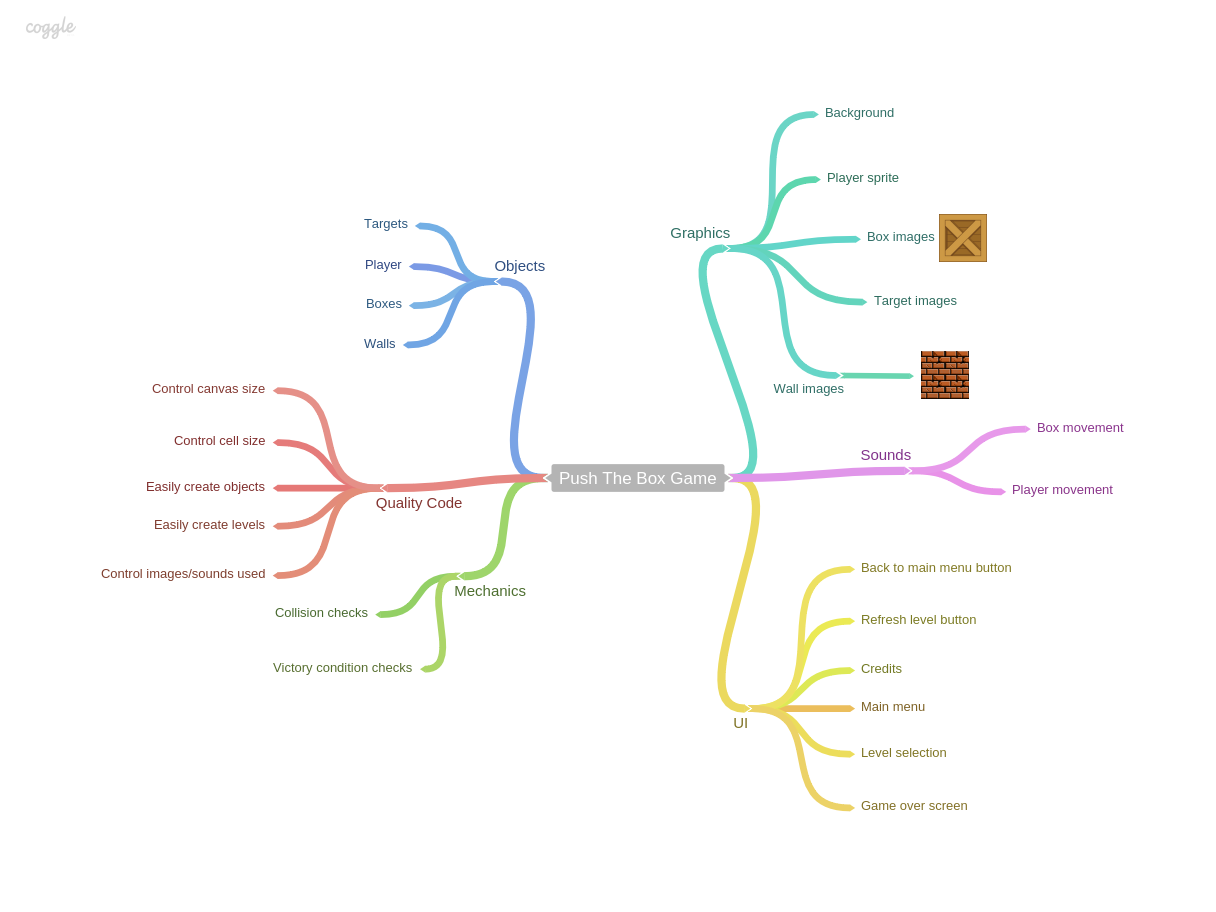 coggle
Push The Box Game
Graphics
Background
Player sprite
Box images
Target images
Wall images
Sounds
Box movement
Player movement
UI
Back to main menu button
Refresh level button
Credits
Main menu
Level selection
Game over screen
Objects
Targets
Player
Boxes
Walls
Quality Code
Control canvas size
Control cell size
Easily create objects
Easily create levels
Control images/sounds used
Mechanics
Collision checks
Victory condition checks